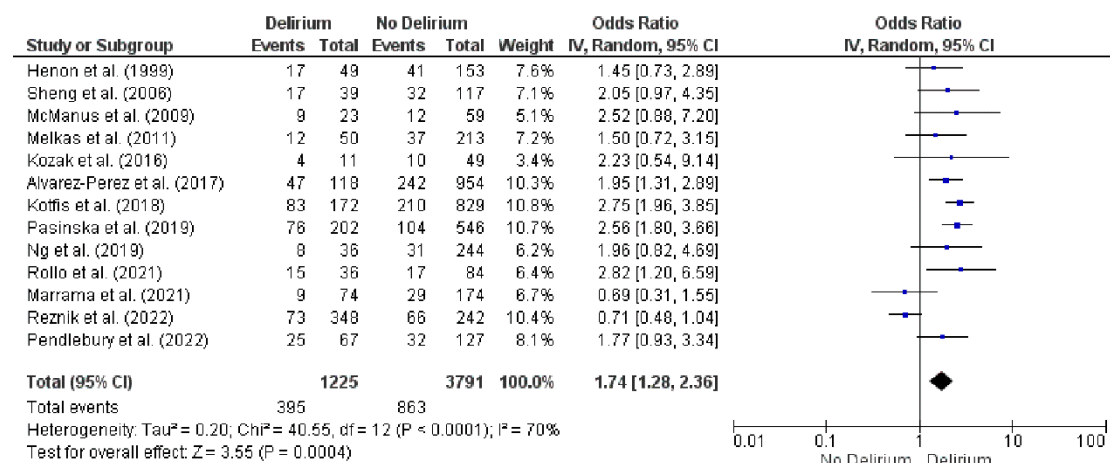 Delirium No Delirium Odds Ratio Odds Ratio
Study or Subgroup Events Total Events Total Weight IV, Random, 95% CI IV, Random, 95% CI
Henon et al. (1999) 17 49 41 153 7.6% 1.45 [0.73, 2.89]
Sheng et al. (2006) 17 39 32 117 7.1% 2.05 [0.97, 4.35]
McManus et al. (2009) 9 23 12 59 5.1% 2.52 [0.88, 7.20]
Melkas et al. (2011) 12 50 37 213 7.2% 1.50 [0.72, 3.15]
Kozak et al. (2016) 4 11 10 49 3.4% 2.23 [0.54, 9.14]
Alvarez-Perez et al. (2017) 47 118 242 954 10.3% 1.95 [1.31, 2.89]
Kotfis et al. (2018) 83 172 210 829 10.8% 2.75 [1.96, 3.85]
Pasinska et al. (2019) 76 202 104 546 10.7% 2.56 [1.80, 3.66]
Ng et al. (2019) 8 36 31 244 6.2% 1.96 [0.82, 4.69]
Rollo et al. (2021) 15 36 17 84 6.4% 2.82 [1.20, 6.59]
Marrama et al. (2021) 9 74 29 174 6.7% 0.69 [0.31, 1.55]
Reznik et al. (2022) 73 348 66 242 10.4% 0.71 [0.48, 1.04]
Pendlebury et al. (2022) 25 67 32 127 8.1% 1.77 [0.93, 3.34]
Total (95% CI) 1225 3791 100.0% 1.74 [1.28, 2.36]
Total events 395 863
Heterogeneity: Tau² = 0.20; Chi² = 40.55, df = 12 (P < 0.0001); I² = 70%
Test for overall effect: Z = 3.55 (P = 0.0004)
0.01 0.1 1 10 100
No Delirium Delirium